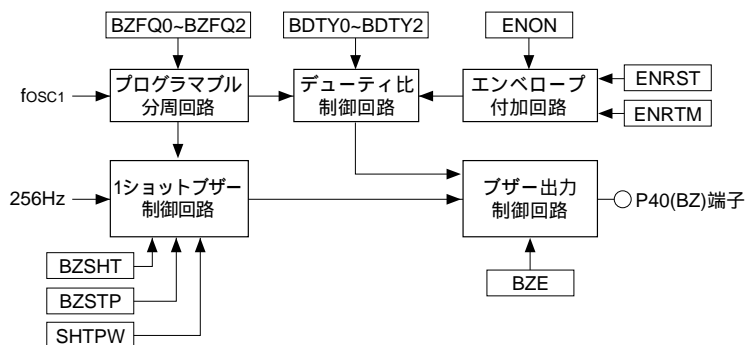 BZFQ0~BZFQ2
BDTY0~BDTY2
ENON
fOSC1
プログラマブル
分周回路
デューティ比
制御回路
エンベロープ
付加回路
ENRST
ENRTM
256Hz
1ショットブザー
制御回路
ブザー出力
制御回路
P40(BZ)端子
BZSHT
BZSTP
SHTPW
BZE